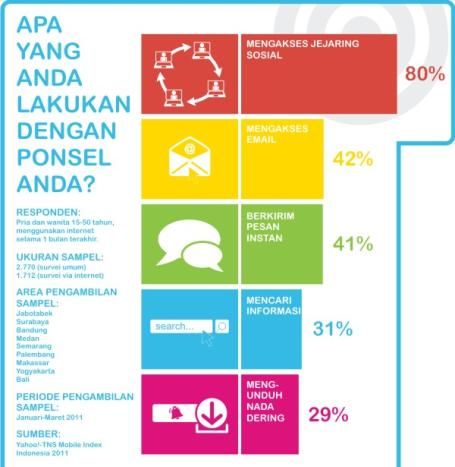 APA
YANG
ANDA
LAKUKAN
DENGAN
PONSEL
ANDA?
RESPONDEN:
Pria dan wanita 15-50 tahun,
menggunakan internet
selama 1 bulan terakhir.
UKURAN SAMPEL:
2.770 (survei umum)
1.712 (survei via internet)
AREA PENGAMBILAN
SAMPEL:
Jabotabek
Surabaya
Bandung
Medan
Semarang
Palembang
Makassar
Yogyakarta
Bali
PERIODE PENGAMBILAN
SAMPEL:
Januari-Maret 2011
SUMBER:
Yahoo!-TNS Mobile Index
Indonesia 2011
MENGAKSES JEJARING
SOSIAL
80%
@
MENGAKSES
EMAIL
42%
BERKIRIM
PESAN
INSTAN
41%
search...
MENCARI
INFORMASI
31%
MENG-
UNDUH
NADA
DERING
29%